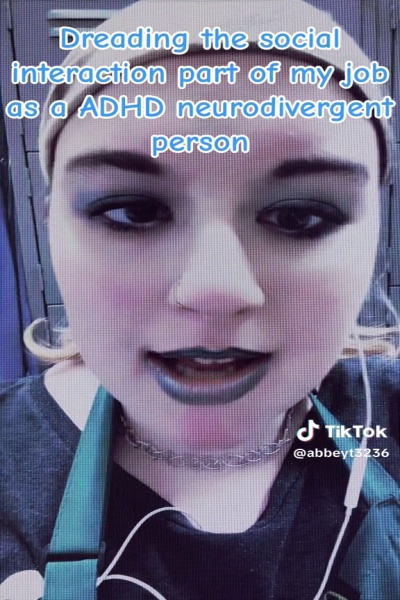 Dreading the social
interaction part of my job
as a ADHD neurodivergent
person
TikTok
@abbeyt3236